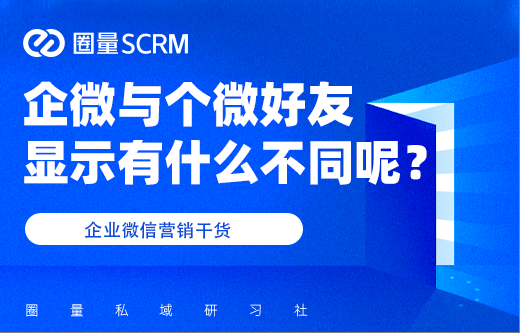 圈量SCRM
企微与个微好友
显示有什么不同呢？
企业微信营销干货
圈量私域研习社